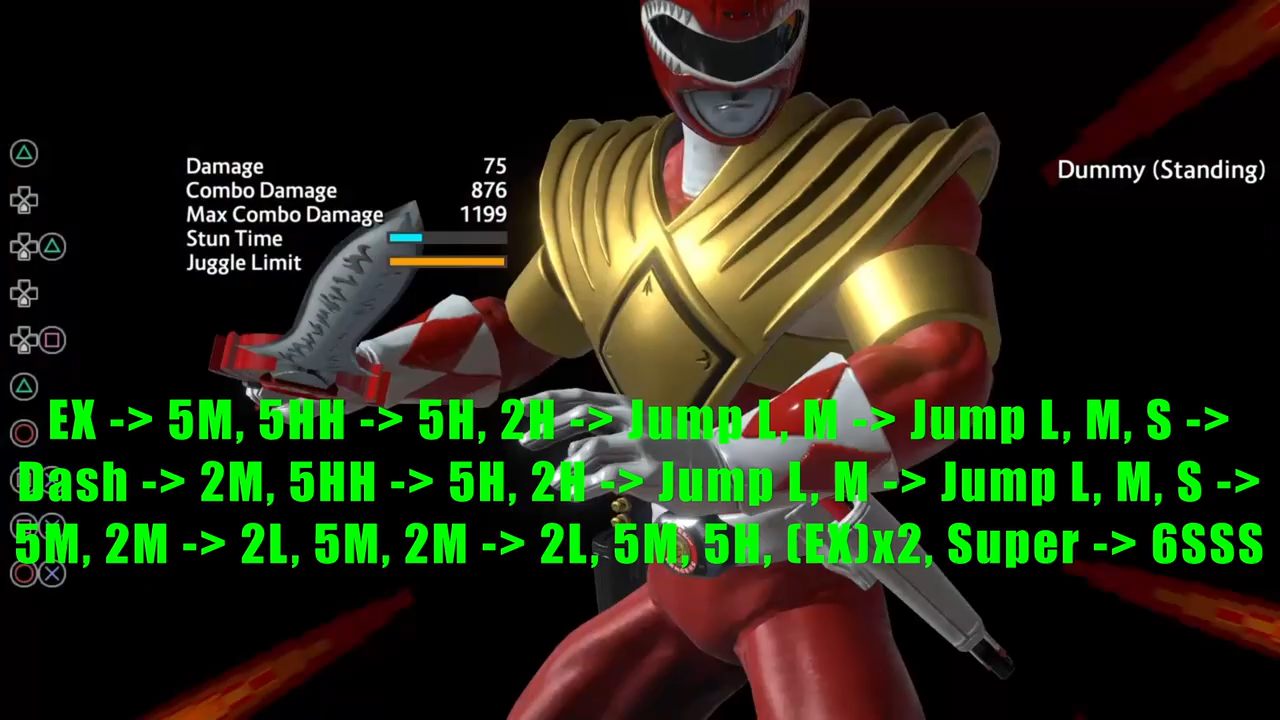 Damage 75
Combo Damage 876
Max Combo Damage 1199
Stun Time
Juggle Limit
Dummy (Standing)
EX -> 5M, 5HH -> 5H, 2H -> Jump L, M -> Jump L, M, S ->
Dash -> 2M, 5HH -> 5H, 2H -> Jump L, M -> Jump L, M, S ->
5M, 2M -> 2L, 5M, 2M -> 2L, 5M, 5H, (EX)x2, Super -> 6SSS